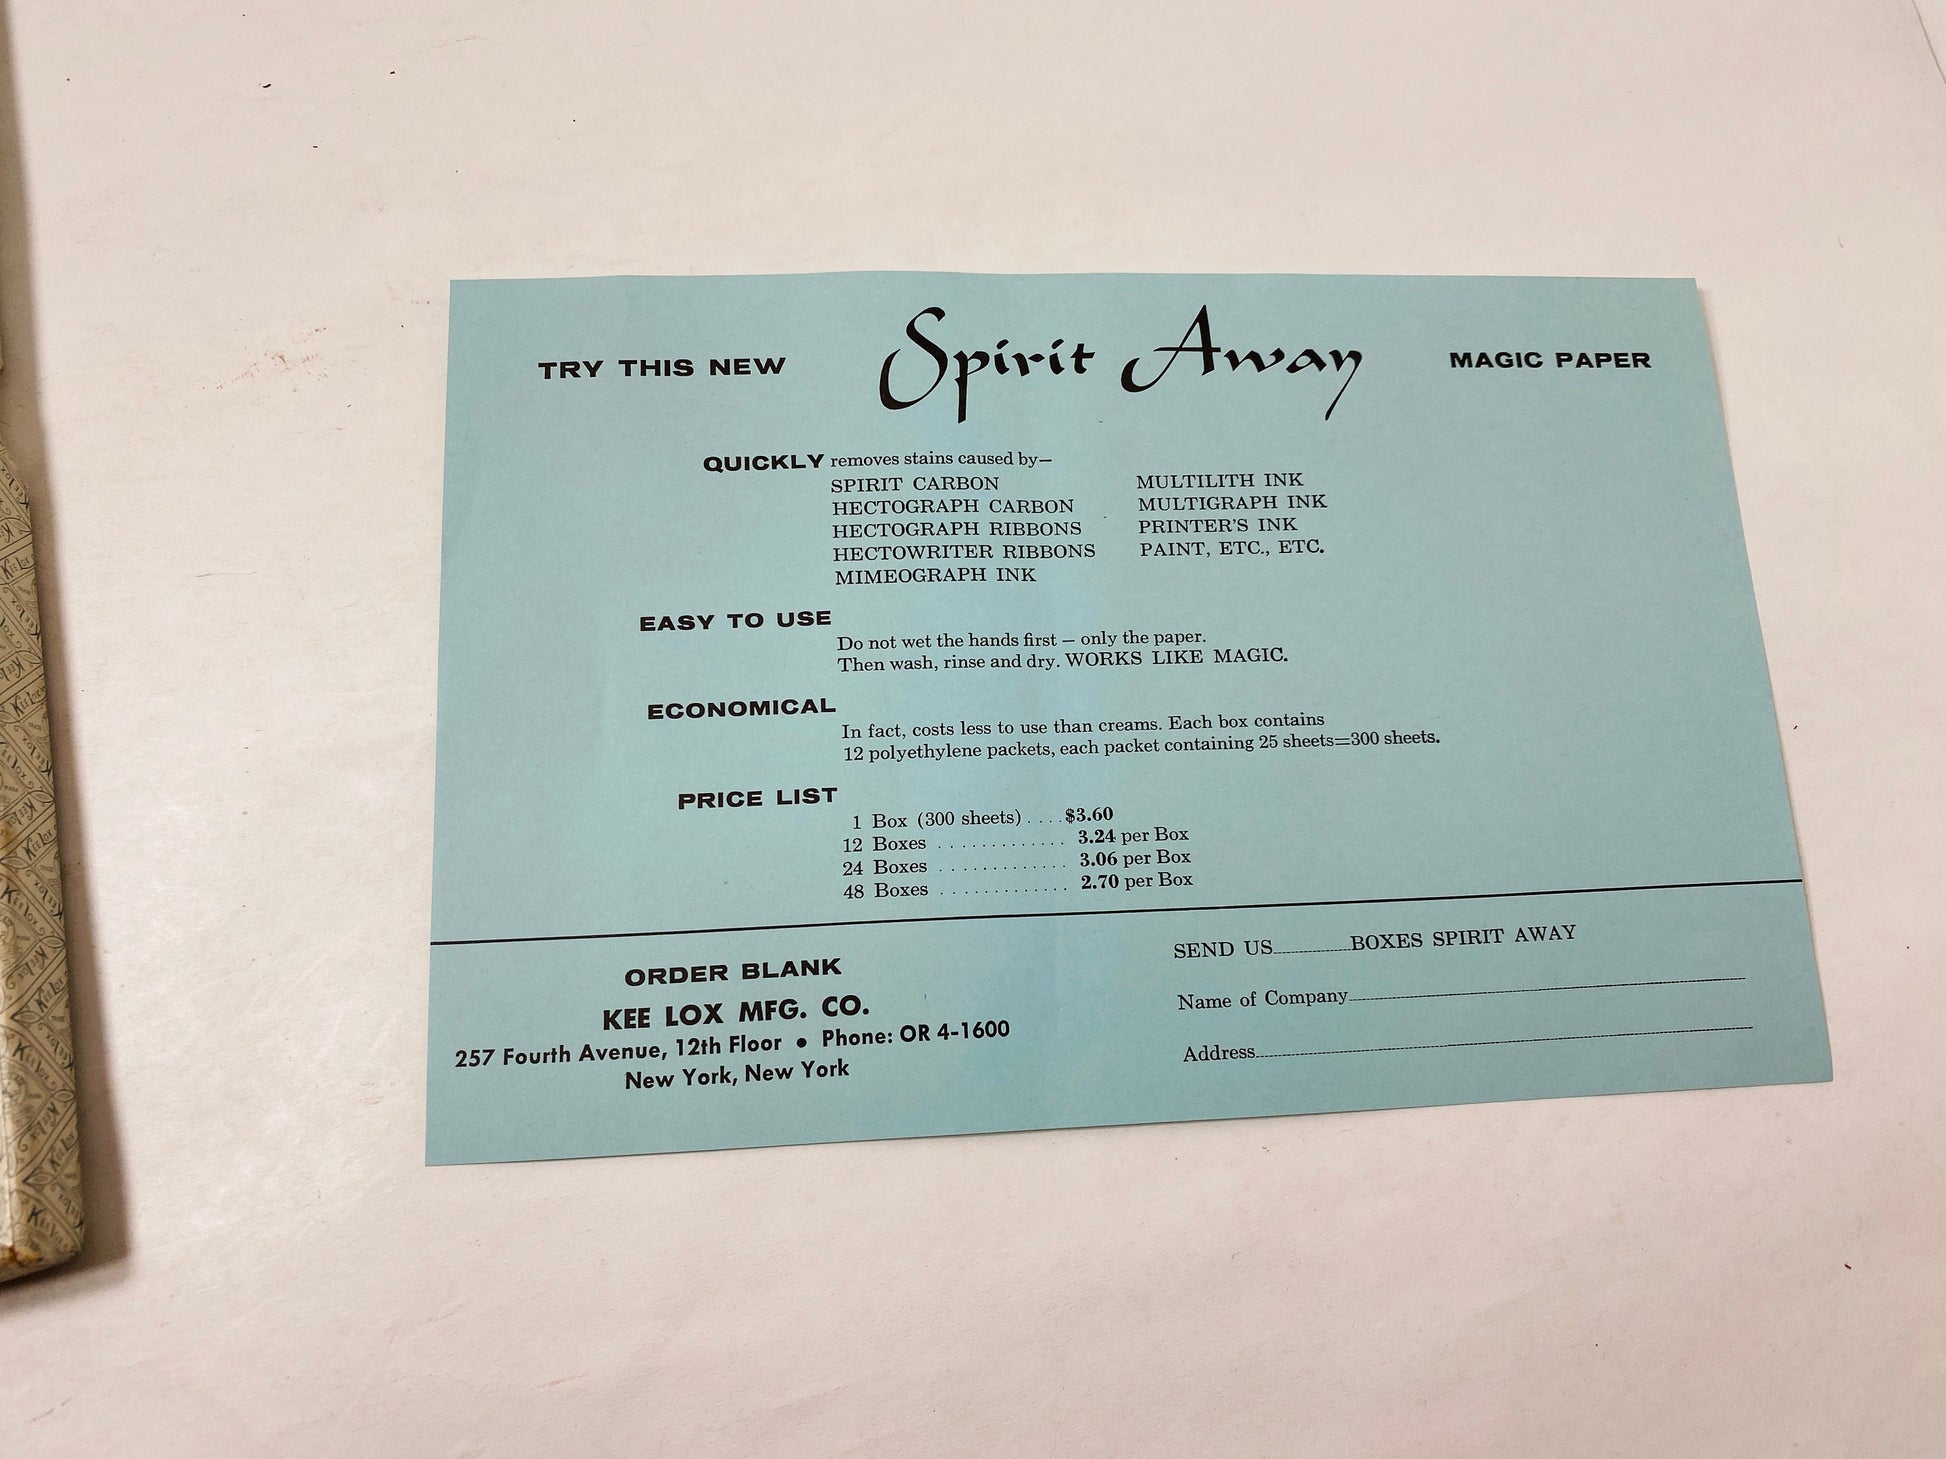 TRY THIS NEW Spirit Away MAGIC PAPER
QUICKLY removes stains caused by—
SPIRIT CARBON
HECTOGRAPH CARBON
HECTOGRAPH RIBBONS
HECTOWRITER RIBBONS
MIMEOGRAPH INK
MULTILITH INK
MULTIGRAPH INK
PRINTER'S INK
PAINT, ETC., ETC.
EASY TO USE
Do not wet the hands first — only the paper.
Then wash, rinse and dry. WORKS LIKE MAGIC.
ECONOMICAL
In fact, costs less to use than creams. Each box contains
12 polyethylene packets, each packet containing 25 sheets=300 sheets.
PRICE LIST
1 Box (300 sheets) . . . . $3.60
12 Boxes . . . . . . . . . . . . . 3.24 per Box
24 Boxes . . . . . . . . . . . . . 3.06 per Box
48 Boxes . . . . . . . . . . . . . 2.70 per Box
ORDER BLANK
KEE LOX MFG. CO.
257 Fourth Avenue, 12th Floor • Phone: OR 4-1600
New York, New York
SEND US BOXES SPIRIT AWAY
Name of Company
Address
KEE LOX